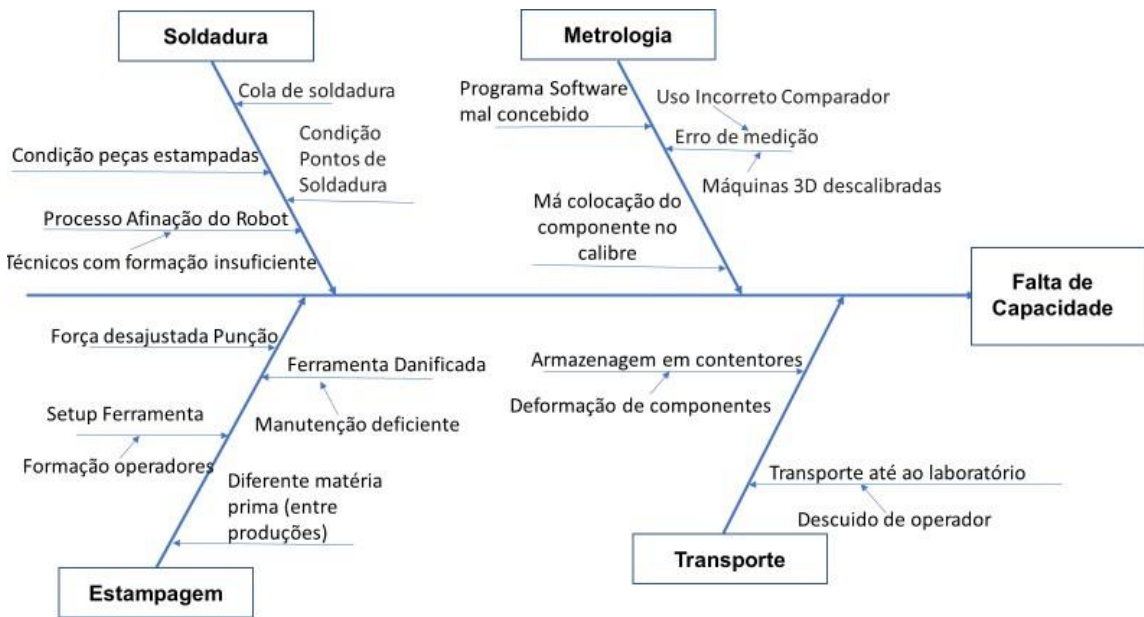 Soldadura
Metrologia
Cola de soldadura
Condição
Pontos de
Soldadura
Condição peças estampadas
Processo Afinação do Robot
Técnicos com formação insuficiente
Programa Software
mal concebido
Uso Incorreto Comparador
Erro de medição
Máquinas 3D descalibradas
Má colocação do
componente no
calibre
Falta de
Capacidade
Força desajustada Punção
Ferramenta Danificada
Manutenção deficiente
Setup Ferramenta
Formação operadores
Diferente matéria
prima (entre
produções)
Estampagem
Armazenagem em contentores
Deformação de componentes
Transporte até ao laboratório
Descuido de operador
Transporte